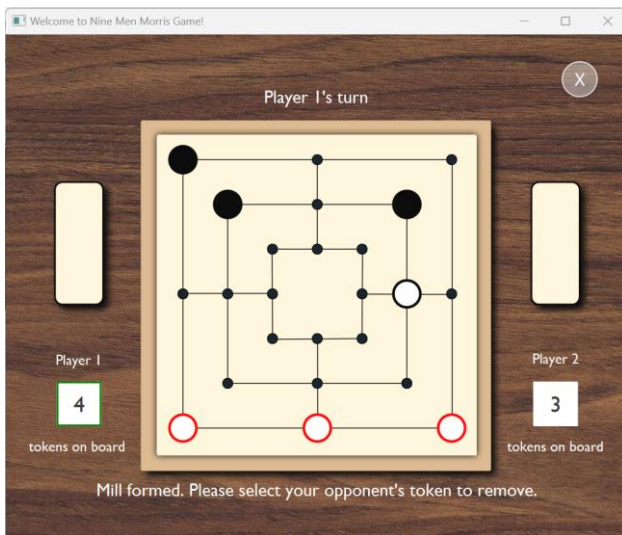 Welcome to Nine Men Morris Game!
X
Player 1's turn
Player 1
4
tokens on board
Player 2
3
tokens on board
Mill formed. Please select your opponent's token to remove.